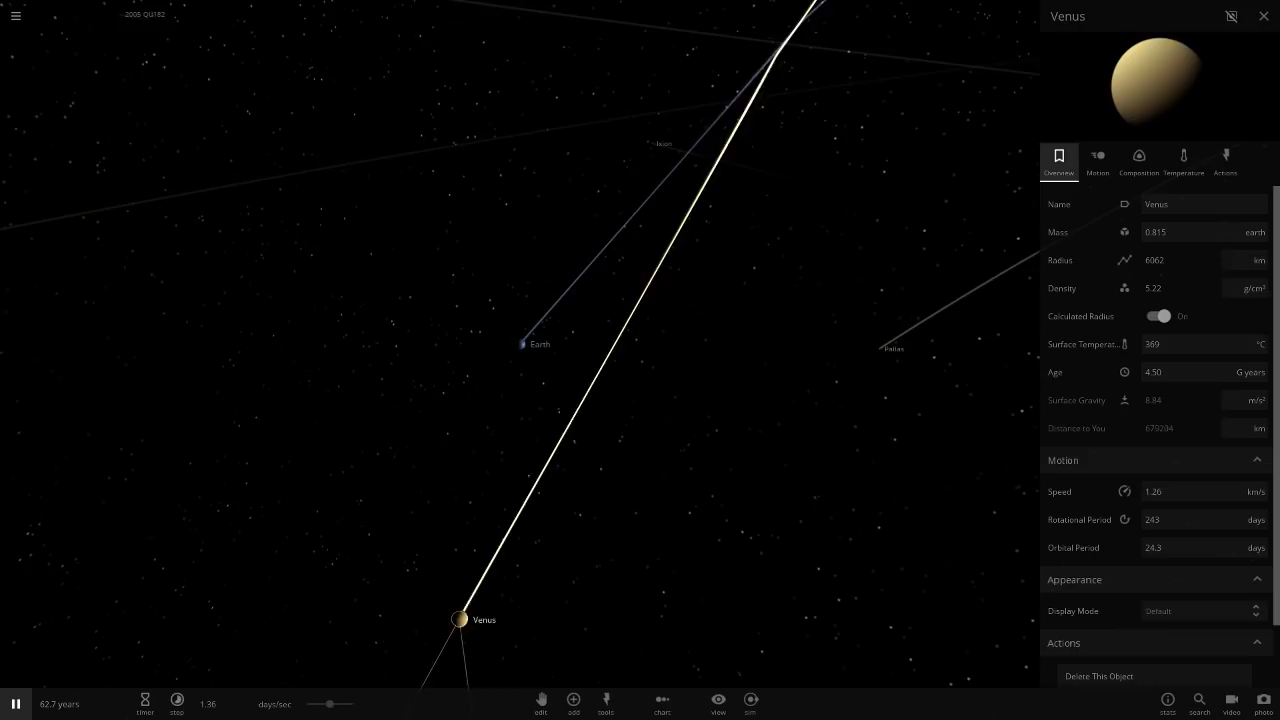 2005 QU182
Ixion
Earth
Pallas
Venus
Venus
Overview Motion Composition Temperature Actions
Name Venus
Mass 0.815 earth
Radius 6062 km
Density 5.22 g/cm³
Calculated Radius On
Surface Temperat... 369 °C
Age 4.50 G years
Surface Gravity 8.84 m/s²
Distance to You 679204 km
Motion
Speed 1.26 km/s
Rotational Period 243 days
Orbital Period 24.3 days
Appearance
Display Mode Default
Actions
Delete This Object
62.7 years timer step 1.36 days/sec edit add tools chart view sim stats search video photo